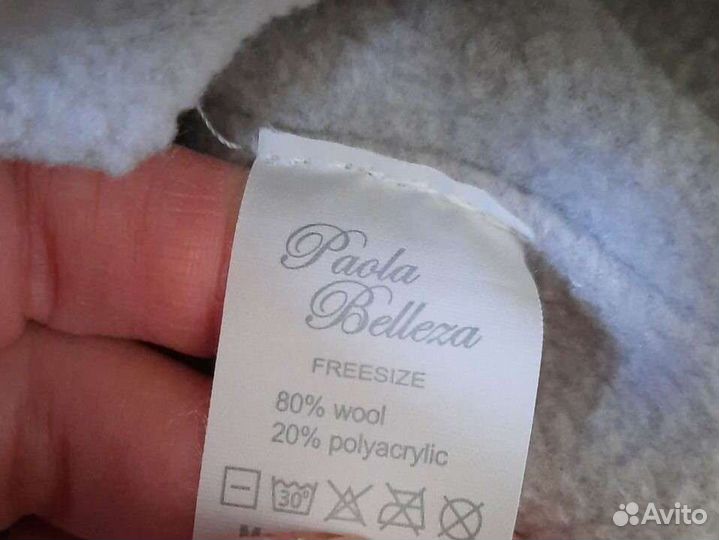 Paola
Belleza
FREESIZE
80% wool
20% polyacrylic
30°
Avito